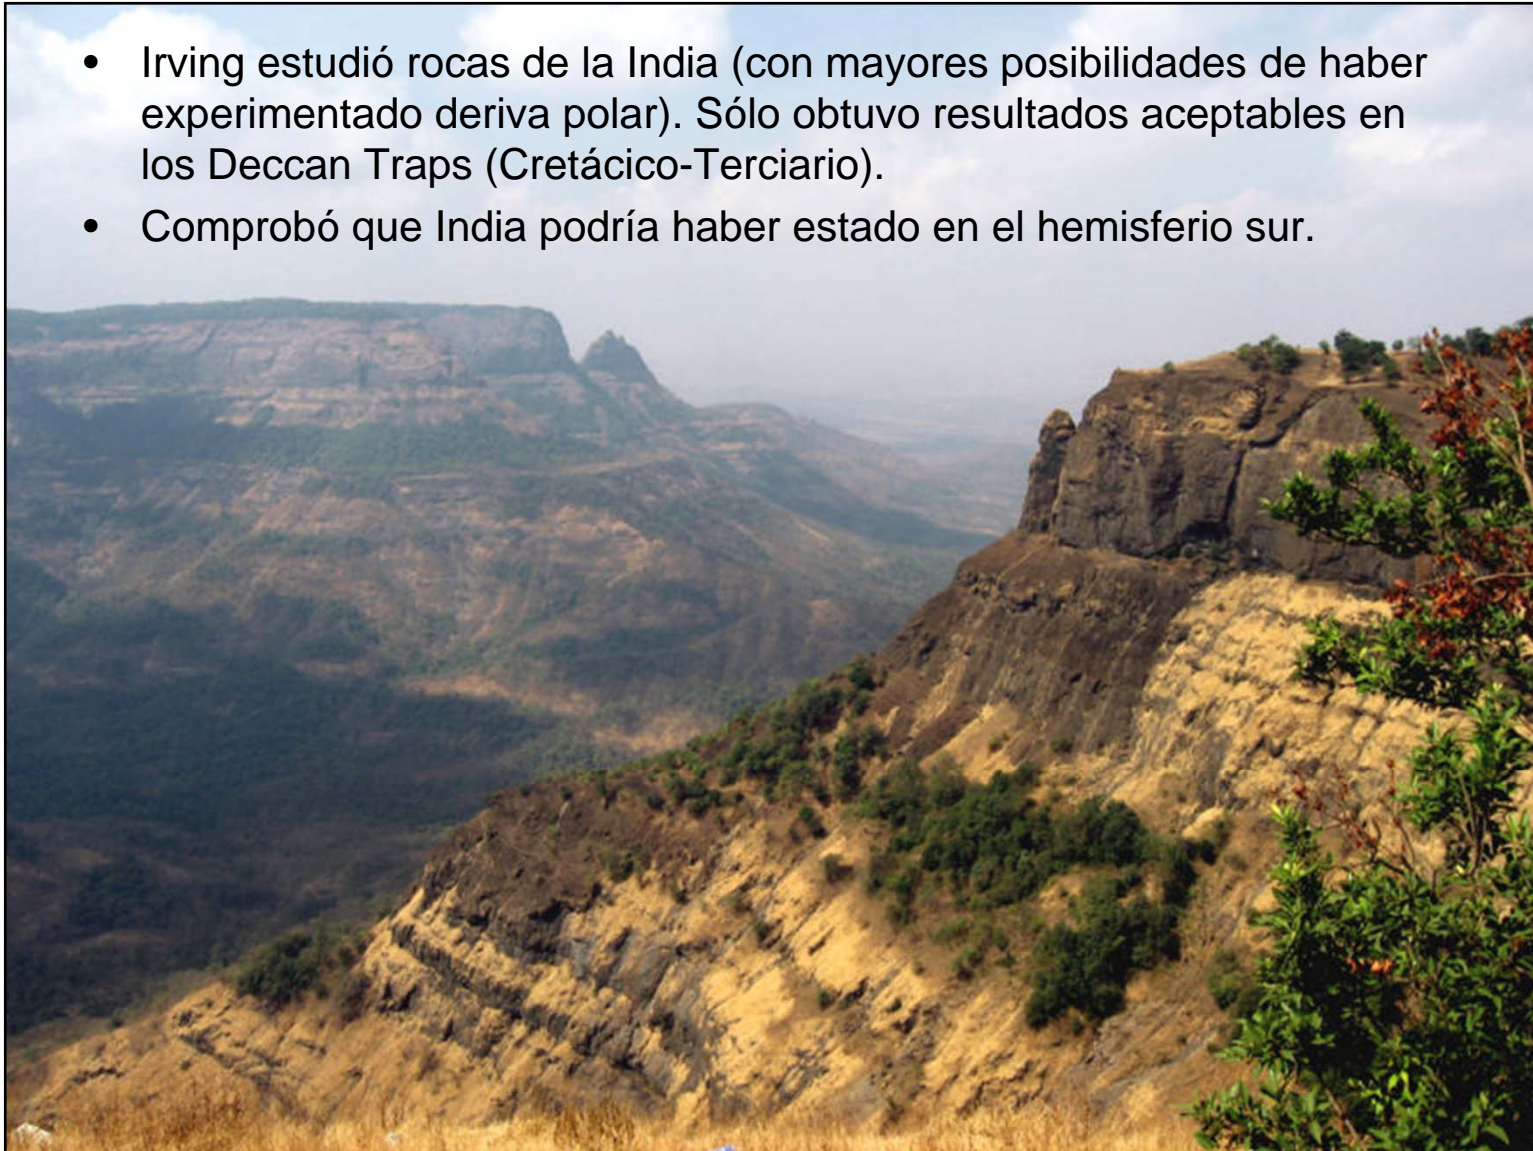 • Irving estudió rocas de la India (con mayores posibilidades de haber
experimentado deriva polar). Sólo obtuvo resultados aceptables en
los Deccan Traps (Cretácico-Terciario).
• Comprobó que India podría haber estado en el hemisferio sur.